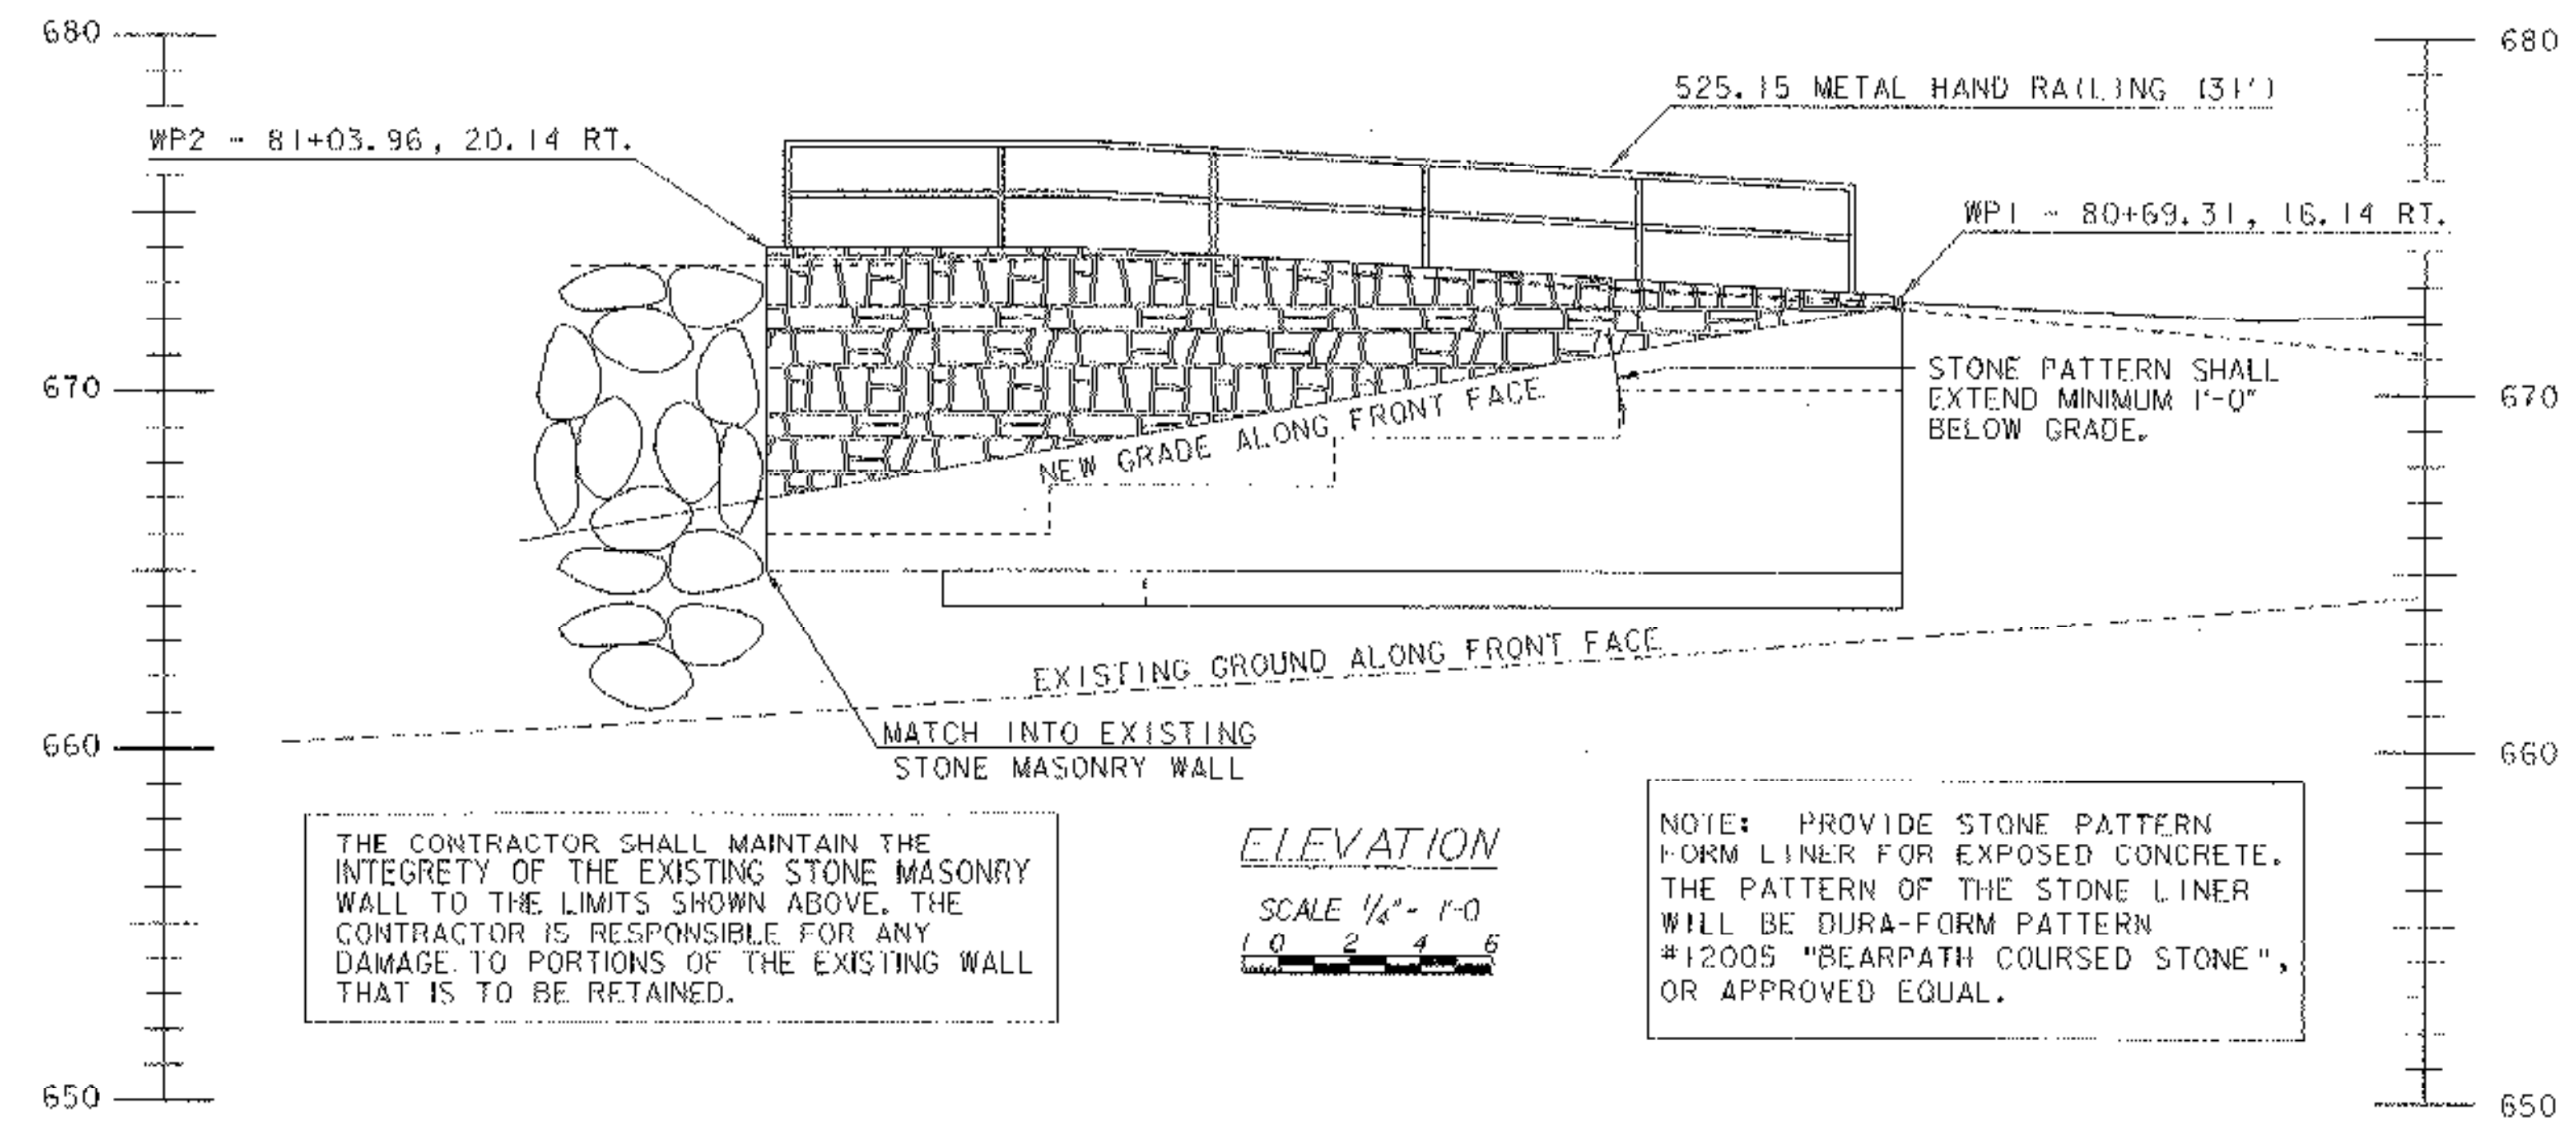 680
680
525.15 METAL HAND RAILING (31')
WP2 - 81+03.96, 20.14 RT.
WP1 - 80+69.31, 16.14 RT.
670
670
STONE PATTERN SHALL
EXTEND MINIMUM 1'-0"
BELOW GRADE.
NEW GRADE ALONG FRONT FACE
EXISTING GROUND ALONG FRONT FACE
660
660
MATCH INTO EXISTING
STONE MASONRY WALL
THE CONTRACTOR SHALL MAINTAIN THE
INTEGRETY OF THE EXISTING STONE MASONRY
WALL TO THE LIMITS SHOWN ABOVE. THE
CONTRACTOR IS RESPONSIBLE FOR ANY
DAMAGE TO PORTIONS OF THE EXISTING WALL
THAT IS TO BE RETAINED.
ELEVATION
SCALE 1/4" - 1'-0
1 0 2 4 6
NOTE: PROVIDE STONE PATTERN
FORM LINER FOR EXPOSED CONCRETE.
THE PATTERN OF THE STONE LINER
WILL BE DURA-FORM PATTERN
#12005 "BEARPATH COURSED STONE",
OR APPROVED EQUAL.
650
650